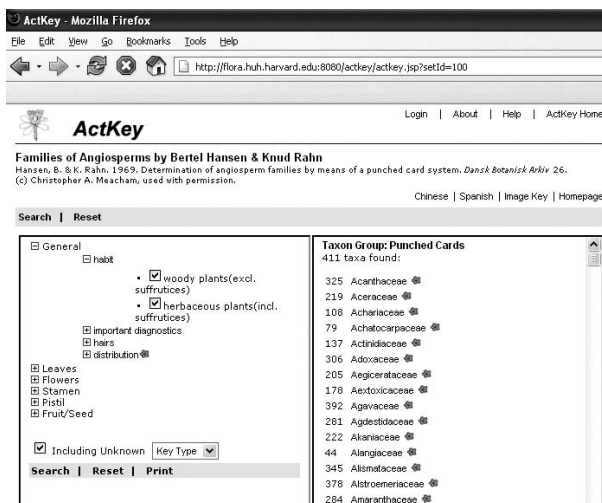 ActKey - Mozilla Firefox
File Edit View Go Bookmarks Tools Help
http://flora.huh.harvard.edu:8080/actkey/actkey.jsp?setId=100
Login | About | Help | ActKey Home
ActKey
Families of Angiosperms by Bertel Hansen & Knud Rahn
Hansen, B. & K. Rahn. 1969. Determination of angiosperm families by means of a punched card system. Dansk Botanisk Arkiv 26.
(c) Christopher A. Meacham, used with permission.
Chinese | Spanish | Image Key | Homepage
Search | Reset
General
habit
woody plants(excl.
suffrutices)
herbaceous plants(incl.
suffrutices)
important diagnostics
hairs
distribution
Leaves
Flowers
Stamen
Pistil
Fruit/Seed
Including Unknown Key Type
Search | Reset | Print
Taxon Group: Punched Cards
411 taxa found:
325 Acanthaceae
219 Aceraceae
108 Achariaceae
79 Achatocarpaceae
137 Actinidiaceae
306 Adoxaceae
205 Aegicerataceae
178 Aextoxicaceae
392 Agavaceae
281 Agdestidaceae
222 Akaniaceae
44 Alangiaceae
345 Alismataceae
378 Alstroemeriaceae
284 Amaranthaceae